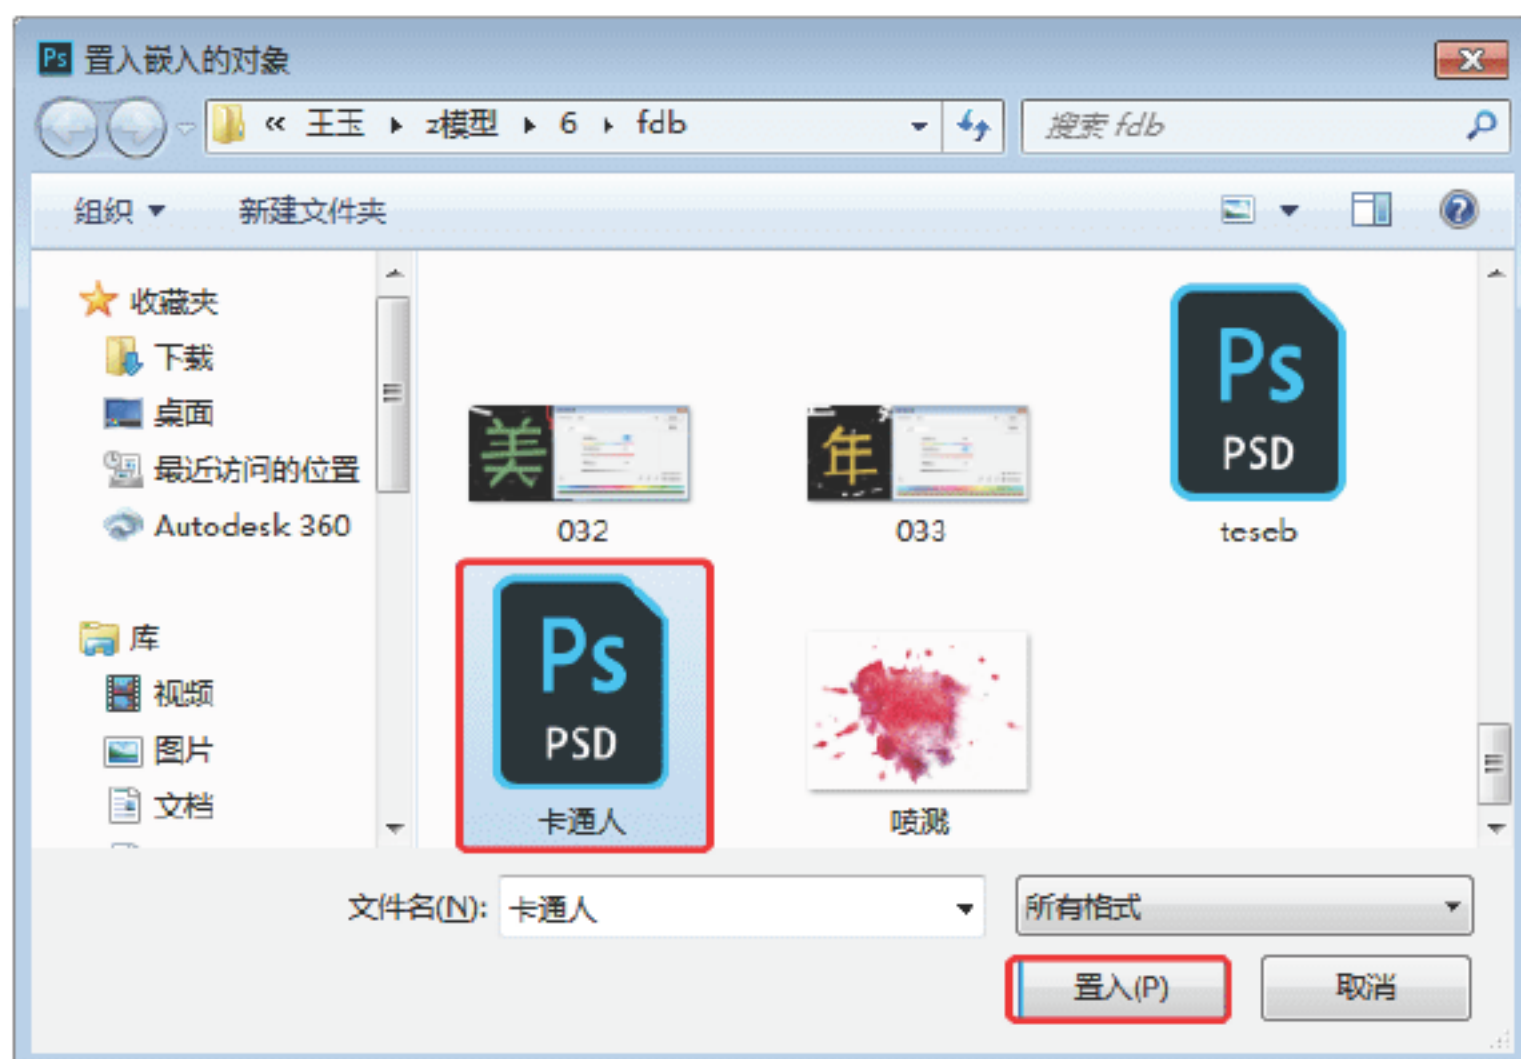 Ps 置入嵌入的对象
« 王玉 ▸ z模型 ▸ 6 ▸ fdb
搜索 fdb
组织 新建文件夹
收藏夹
下载
桌面
最近访问的位置
Autodesk 360
库
视频
图片
文档
美
032
年
033
Ps
PSD
teseb
Ps
PSD
卡通人
喷溅
文件名(N): 卡通人
所有格式
置入(P) 取消